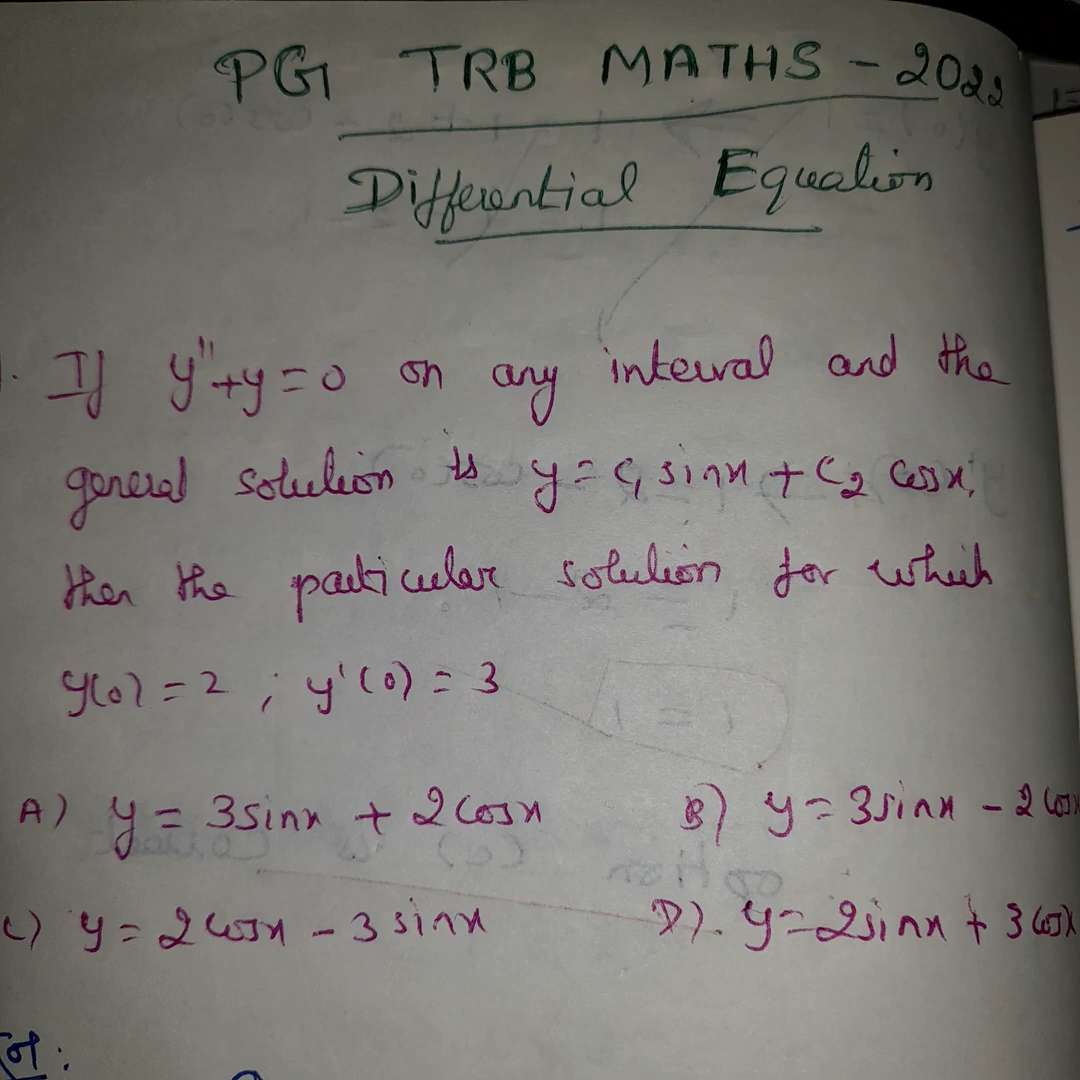 PG TRB MATHS - 2022
Differential Equation
. If y''+y=0 on any interval and the
general solution is y = c₁ sinx + c₂ cosx,
then the particular solution for which
y(0) = 2 ; y'(0) = 3
A) y = 3sinx + 2cosx B) y = 3sinx - 2cos
C) y = 2cosx - 3sinx D). y=2sinx + 3cosx